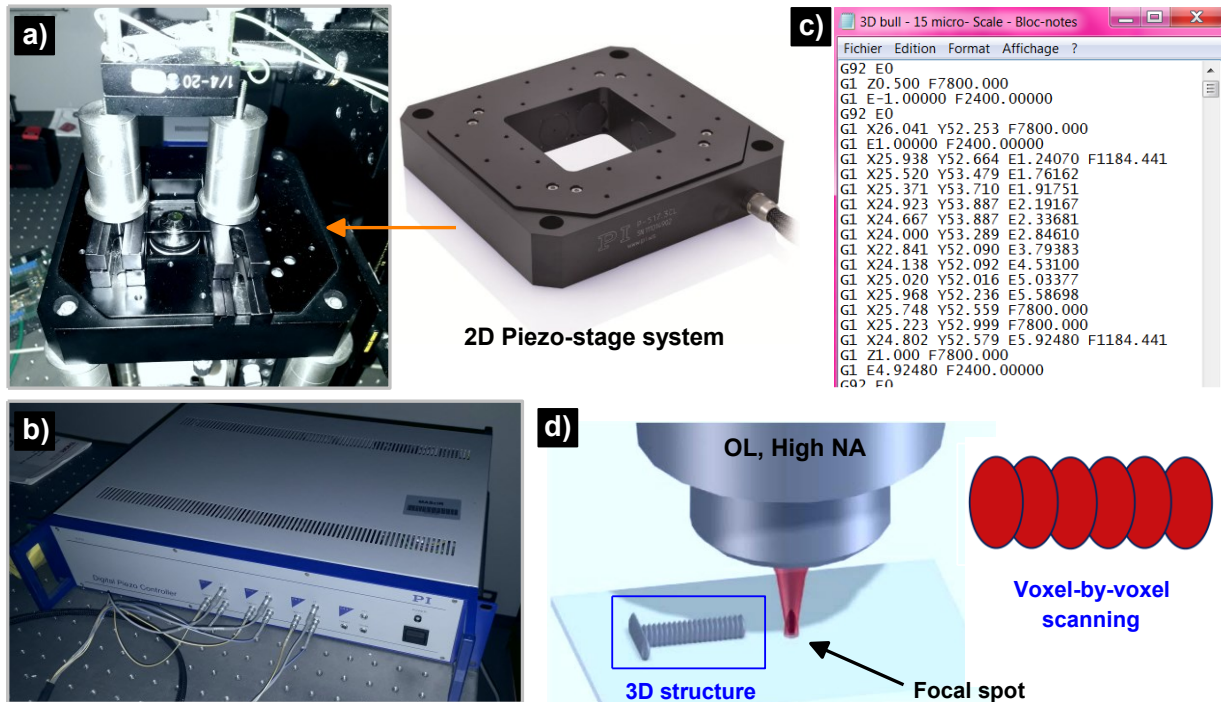 a)
1/4-20
PI
2D Piezo-stage system
c)
3D bull - 15 micro- Scale - Bloc-notes
Fichier Edition Format Affichage ?
G92 E0
G1 Z0.500 F7800.000
G1 E-1.00000 F2400.00000
G92 E0
G1 X26.041 Y52.253 F7800.000
G1 E1.00000 F2400.00000
G1 X25.938 Y52.664 E1.24070 F1184.441
G1 X25.520 Y53.479 E1.76162
G1 X25.371 Y53.710 E1.91751
G1 X24.923 Y53.887 E2.19167
G1 X24.667 Y53.887 E2.33681
G1 X24.000 Y53.289 E2.84610
G1 X22.841 Y52.090 E3.79383
G1 X24.138 Y52.092 E4.53100
G1 X25.020 Y52.016 E5.03377
G1 X25.968 Y52.236 E5.58698
G1 X25.748 Y52.559 F7800.000
G1 X25.223 Y52.999 F7800.000
G1 X24.802 Y52.579 E5.92480 F1184.441
G1 Z1.000 F7800.000
G1 E4.92480 F2400.00000
G92 E0
b)
Digital Piezo Controller
PI
d)
OL, High NA
3D structure
Focal spot
Voxel-by-voxel
scanning